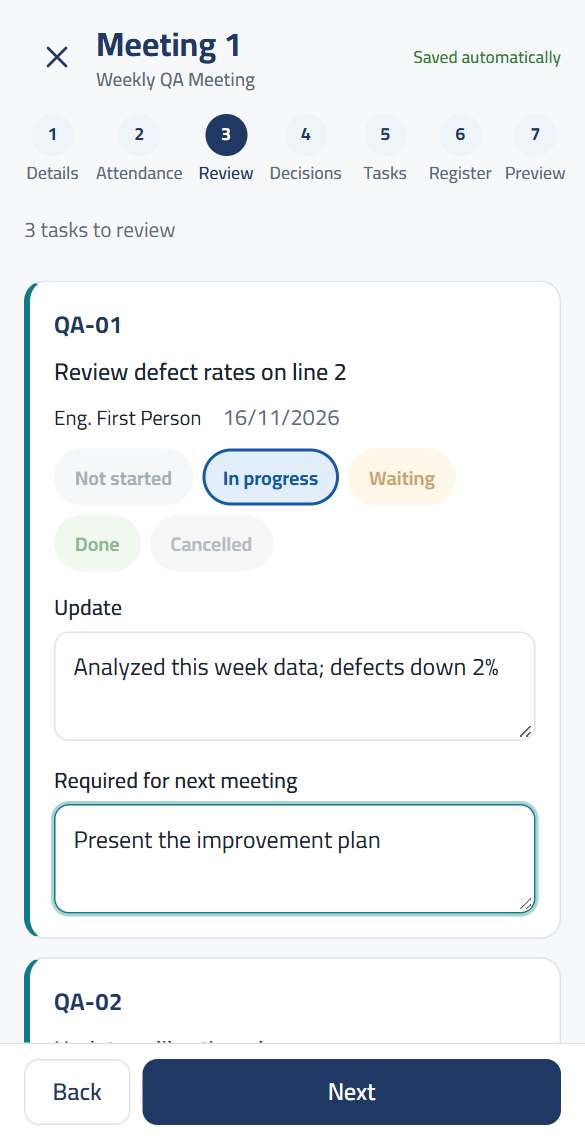 Meeting 1
Weekly QA Meeting
Saved automatically
1 2 3 4 5 6 7
Details Attendance Review Decisions Tasks Register Preview
3 tasks to review
QA-01
Review defect rates on line 2
Eng. First Person 16/11/2026
Not started In progress Waiting
Done Cancelled
Update
Analyzed this week data; defects down 2%
Required for next meeting
Present the improvement plan
QA-02
Back Next